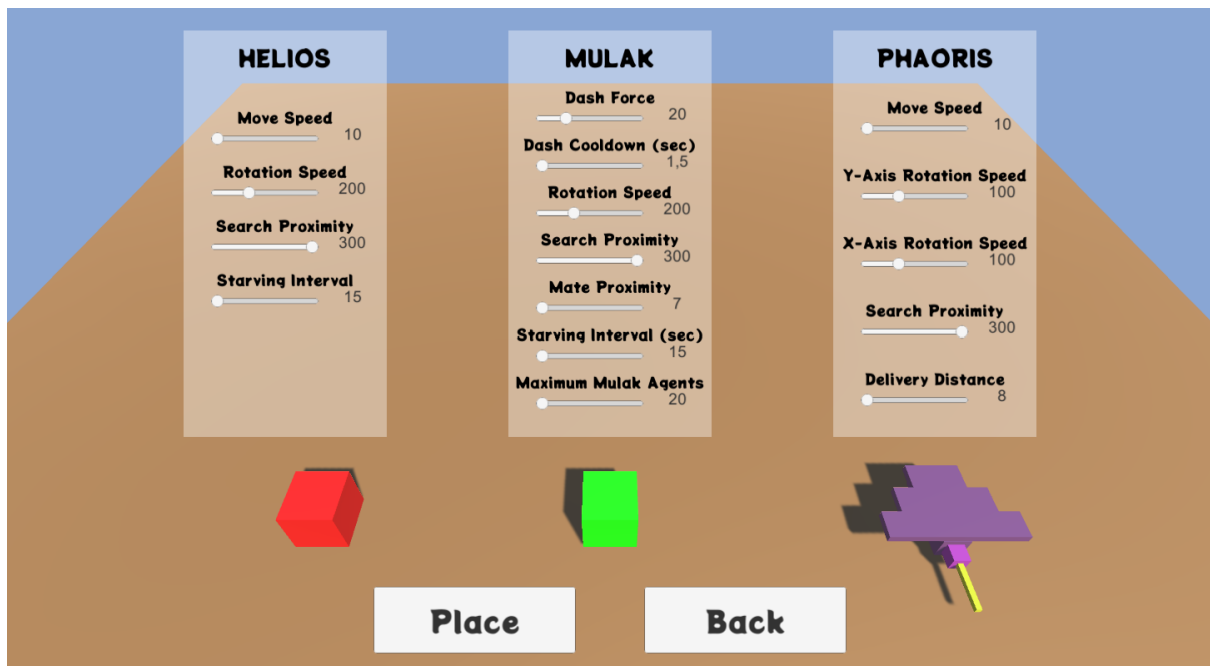 HELIOS
Move Speed
10
Rotation Speed
200
Search Proximity
300
Starving Interval
15
MULAK
Dash Force
20
Dash Cooldown (sec)
1,5
Rotation Speed
200
Search Proximity
300
Mate Proximity
7
Starving Interval (sec)
15
Maximum Mulak Agents
20
PHAORIS
Move Speed
10
Y-Axis Rotation Speed
100
X-Axis Rotation Speed
100
Search Proximity
300
Delivery Distance
8
Place
Back